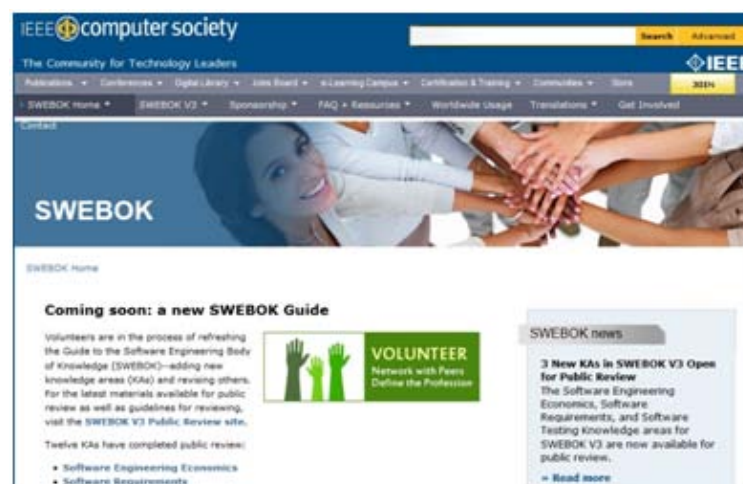 IEEE computer society
Search Advanced
The Community for Technology Leaders
IEEE
Publications Conferences Digital Library Jobs Board e-Learning Campus Certification & Training Communities Store
JOIN
SWEBOK Home SWEBOK V3 Sponsorship FAQ + Resources Worldwide Usage Translations Get Involved
Contact
SWEBOK
SWEBOK Home
Coming soon: a new SWEBOK Guide
Volunteers are in the process of refreshing
the Guide to the Software Engineering Body
of Knowledge (SWEBOK)—adding new
knowledge areas (KAs) and revising others.
For the latest materials available for public
review as well as guidelines for reviewing,
visit the SWEBOK V3 Public Review site.
Twelve KAs have completed public review:
• Software Engineering Economics
• Software Requirements
VOLUNTEER
Network with Peers
Define the Profession
SWEBOK news
3 New KAs in SWEBOK V3 Open
for Public Review
The Software Engineering
Economics, Software
Requirements, and Software
Testing Knowledge areas for
SWEBOK V3 are now available for
public review.
» Read more